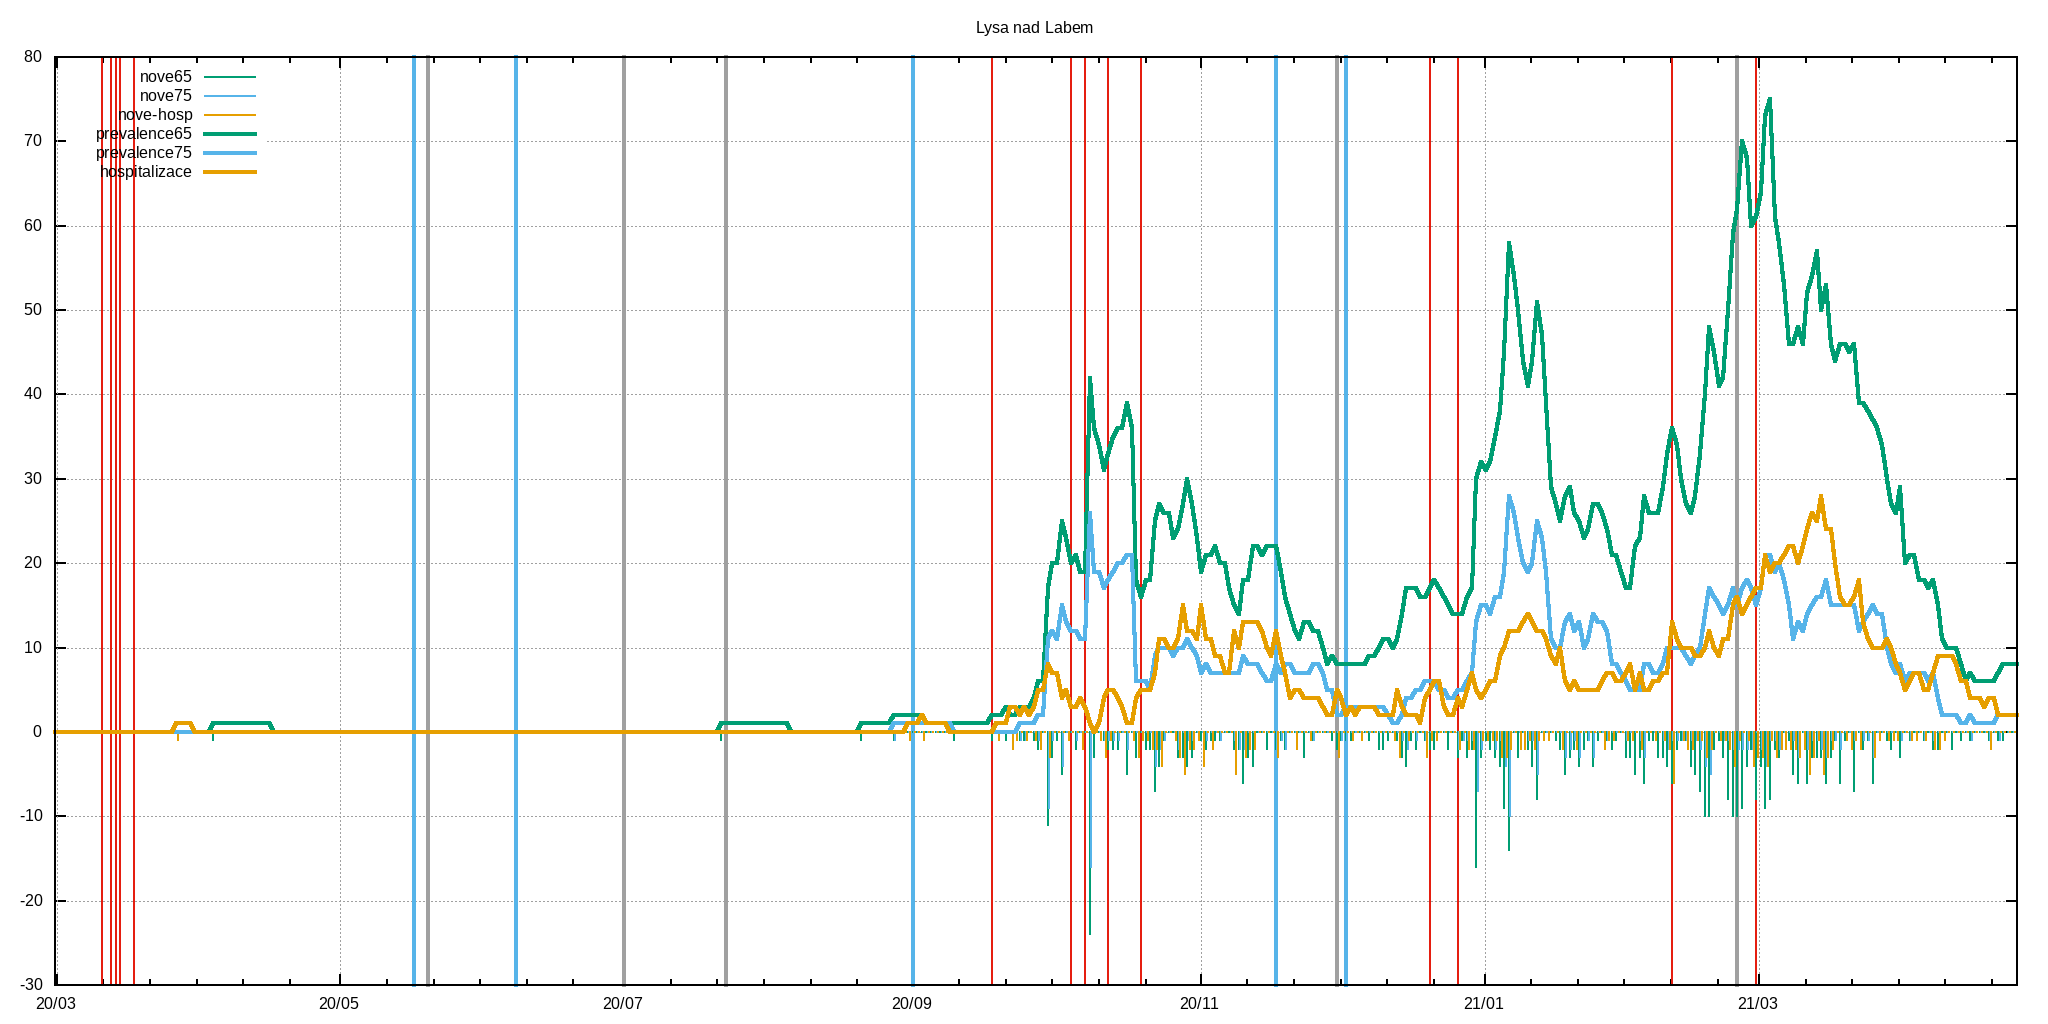 Lysa nad Labem
80
70
60
50
40
30
20
10
0
-10
-20
-30
nove65
nove75
nove-hosp
prevalence65
prevalence75
hospitalizace
20/03 20/05 20/07 20/09 20/11 21/01 21/03